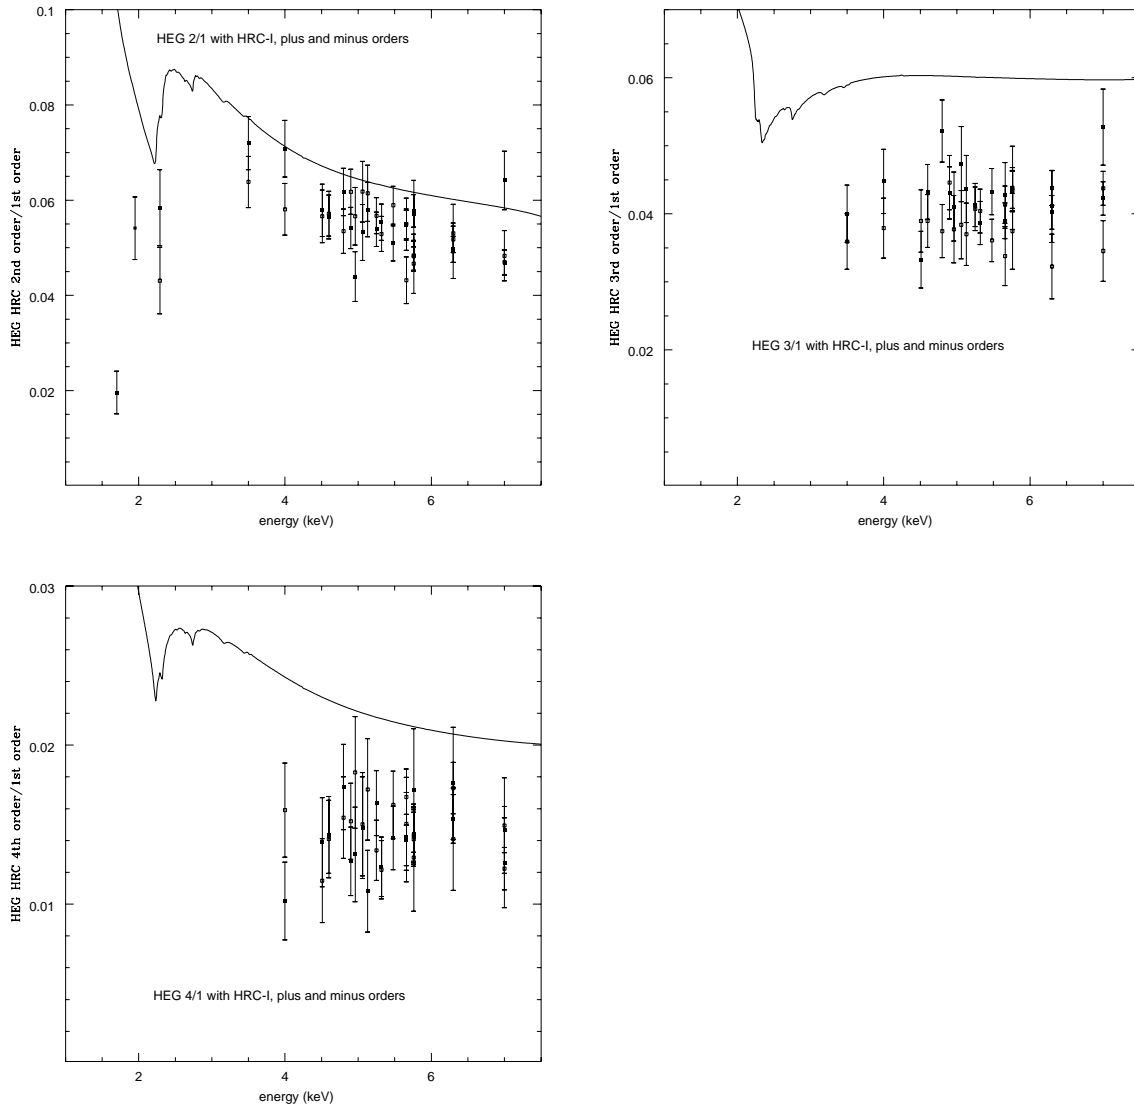 0.1
HEG 2/1 with HRC-I, plus and minus orders
0.08
0.06
0.04
0.02
HEG HRC 2nd order/1st order
2
4
6
energy (keV)
0.06
0.04
0.02
HEG HRC 3rd order/1st order
HEG 3/1 with HRC-I, plus and minus orders
2
4
6
energy (keV)
0.03
0.02
0.01
HEG HRC 4th order/1st order
HEG 4/1 with HRC-I, plus and minus orders
2
4
6
energy (keV)